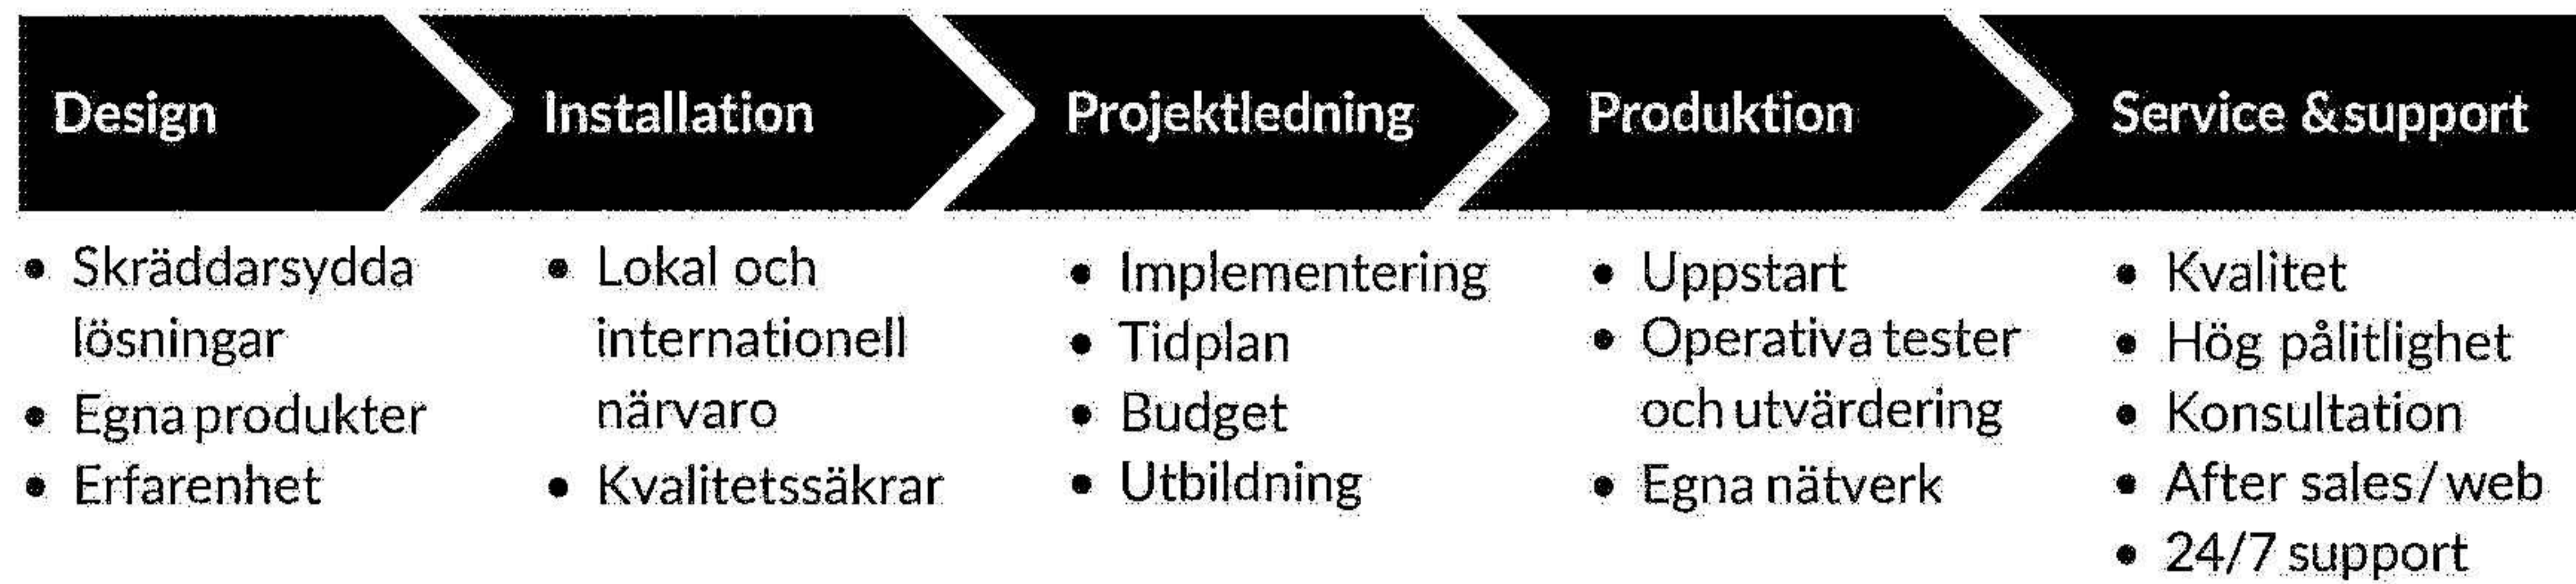 Design
Installation
Projektledning
Produktion
Service & support
• Skräddarsydda
lösningar
• Egna produkter
• Erfarenhet
• Lokal och
internationell
närvaro
• Kvalitetssäkrar
• Implementering
• Tidplan
• Budget
• Utbildning
• Uppstart
• Operativa tester
och utvärdering
• Egna nätverk
• Kvalitet
• Hög pålitlighet
• Konsultation
• After sales/web
• 24/7 support